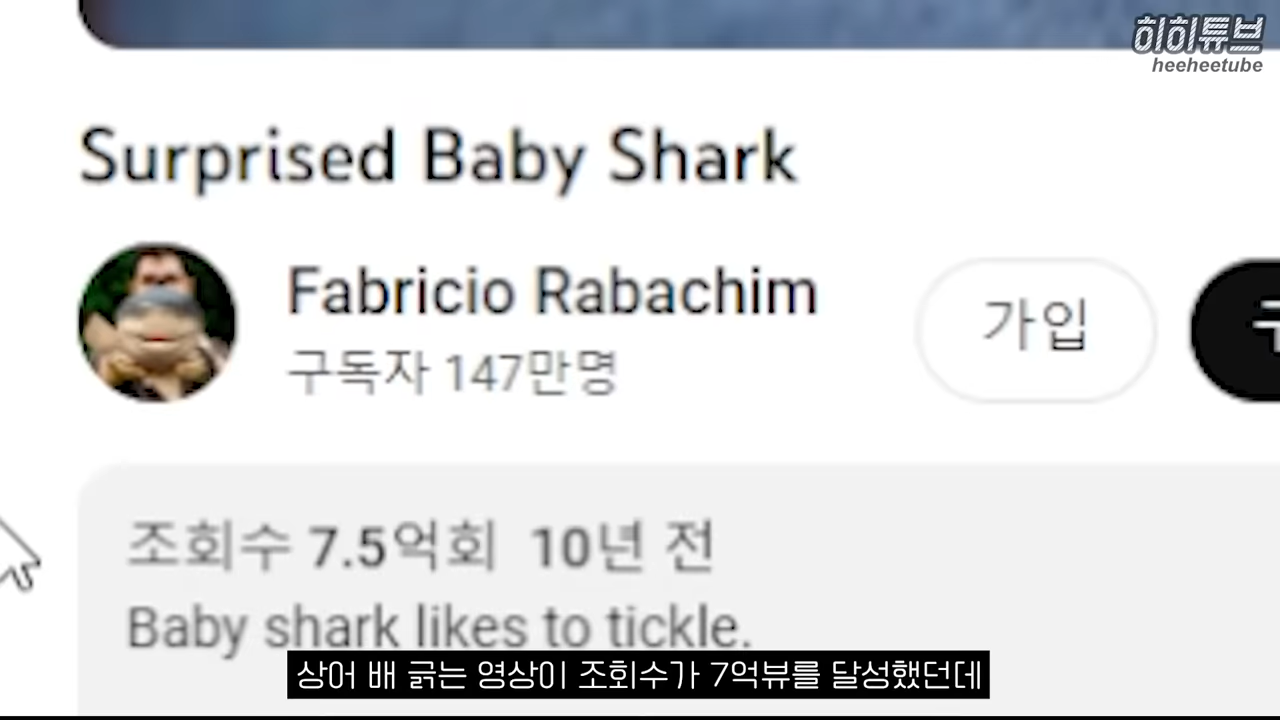 히히튜브
heeheetube
Surprised Baby Shark
Fabricio Rabachim
가입
구독자 147만명
조회수 7.5억회 10년 전
Baby shark likes to tickle.
상어 배 긁는 영상이 조회수가 7억뷰를 달성했던데